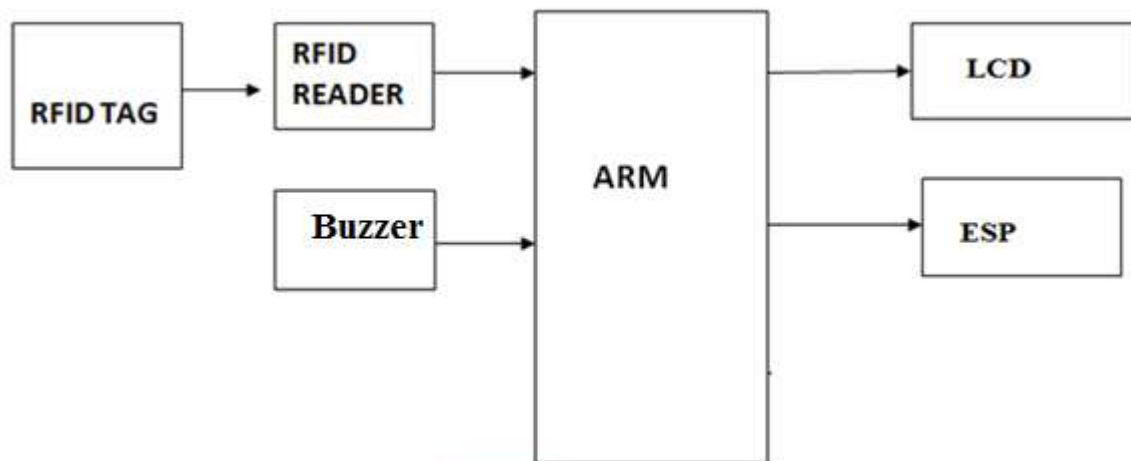 RFID TAG
RFID
READER
Buzzer
ARM
LCD
ESP